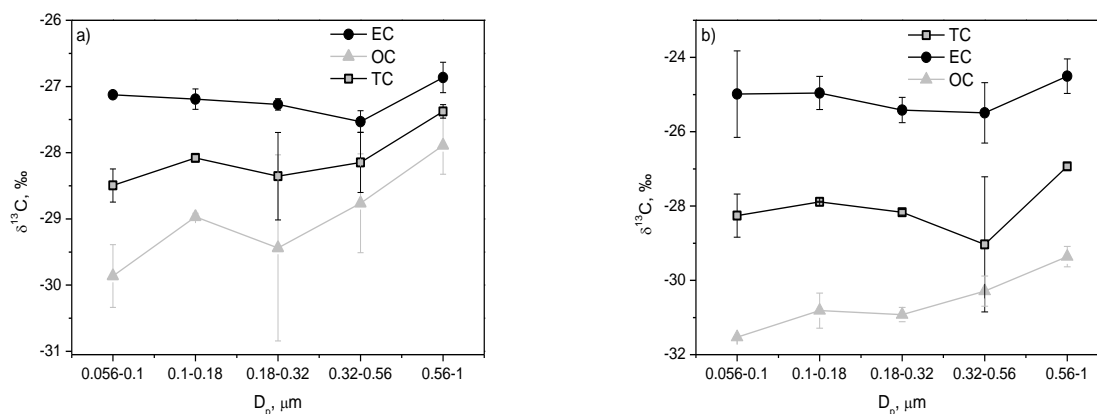 a)
EC
OC
TC
-26
-27
-28
-29
-30
-31
δ13C, ‰
0.056-0.1 0.1-0.18 0.18-0.32 0.32-0.56 0.56-1
Dp, μm
b)
TC
EC
OC
-24
-26
-28
-30
-32
δ13C, ‰
0.056-0.1 0.1-0.18 0.18-0.32 0.32-0.56 0.56-1
Dp, μm